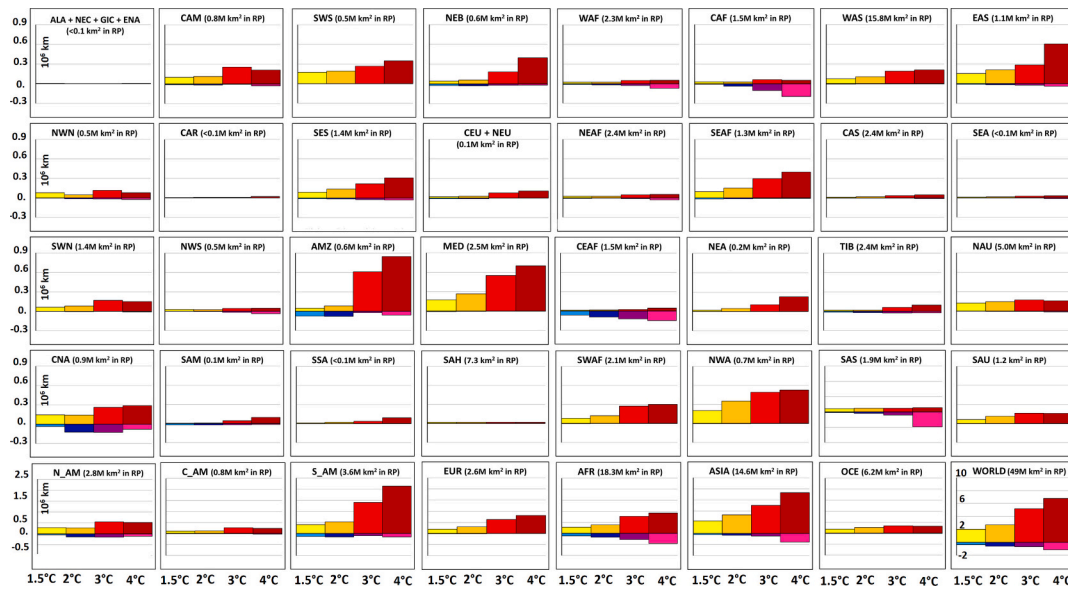 ALA + NEC + GIC + ENA
(<0.1 km² in RP)
CAM (0.8M km² in RP)
SWS (0.5M km² in RP)
NEB (0.6M km² in RP)
WAF (2.3M km² in RP)
CAF (1.5M km² in RP)
WAS (15.8M km² in RP)
EAS (1.1M km² in RP)
0.9
0.6
0.3
0.
-0.3
10⁶ km
NWN (0.5M km² in RP)
CAR (<0.1M km² in RP)
SES (1.4M km² in RP)
CEU + NEU
(0.1M km² in RP)
NEAF (2.4M km² in RP)
SEAF (1.3M km² in RP)
CAS (2.4M km² in RP)
SEA (<0.1M km² in RP)
0.9
0.6
0.3
0.
-0.3
10⁶ km
SWN (1.4M km² in RP)
NWS (0.5M km² in RP)
AMZ (0.6M km² in RP)
MED (2.5M km² in RP)
CEAF (1.5M km² in RP)
NEA (0.2M km² in RP)
TIB (2.4M km² in RP)
NAU (5.0M km² in RP)
0.9
0.6
0.3
0.
-0.3
10⁶ km
CNA (0.9M km² in RP)
SAM (0.1M km² in RP)
SSA (<0.1M km² in RP)
SAH (7.3 km² in RP)
SWAF (2.1M km² in RP)
NWA (0.7M km² in RP)
SAS (1.9M km² in RP)
SAU (1.2 km² in RP)
0.9
0.6
0.3
0.
-0.3
10⁶ km
N_AM (2.8M km² in RP)
C_AM (0.8M km² in RP)
S_AM (3.6M km² in RP)
EUR (2.6M km² in RP)
AFR (18.3M km² in RP)
ASIA (14.6M km² in RP)
OCE (6.2M km² in RP)
WORLD (49M km² in RP)
2.5
1.5
0.5
0.
-0.5
10⁶ km
10
6
2
-2
1.5°C 2°C 3°C 4°C
1.5°C 2°C 3°C 4°C
1.5°C 2°C 3°C 4°C
1.5°C 2°C 3°C 4°C
1.5°C 2°C 3°C 4°C
1.5°C 2°C 3°C 4°C
1.5°C 2°C 3°C 4°C
1.5°C 2°C 3°C 4°C